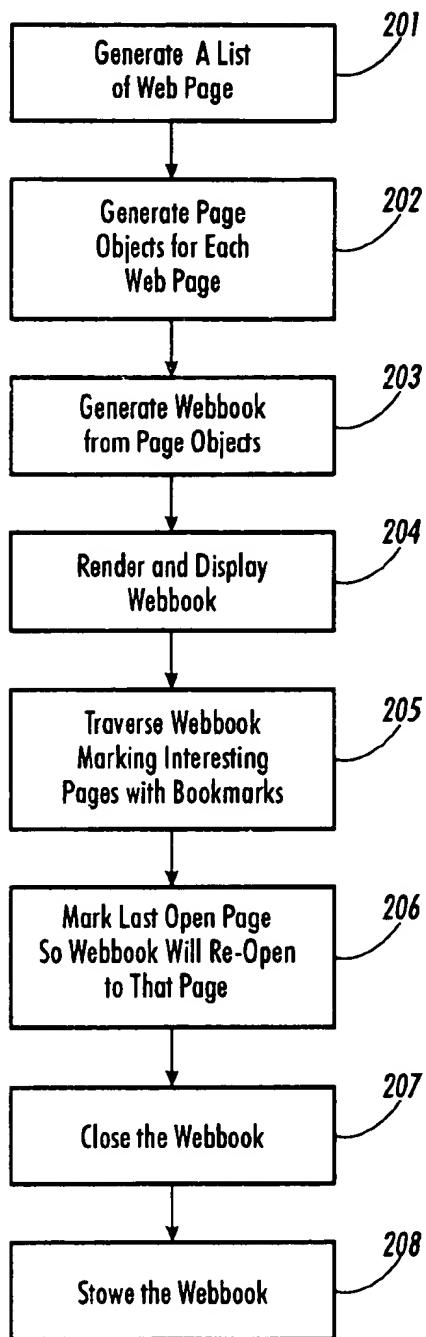 201
Generate A List
of Web Page
202
Generate Page
Objects for Each
Web Page
203
Generate Webbook
from Page Objects
204
Render and Display
Webbook
205
Traverse Webbook
Marking Interesting
Pages with Bookmarks
206
Mark Last Open Page
So Webbook Will Re-Open
to That Page
207
Close the Webbook
208
Stowe the Webbook